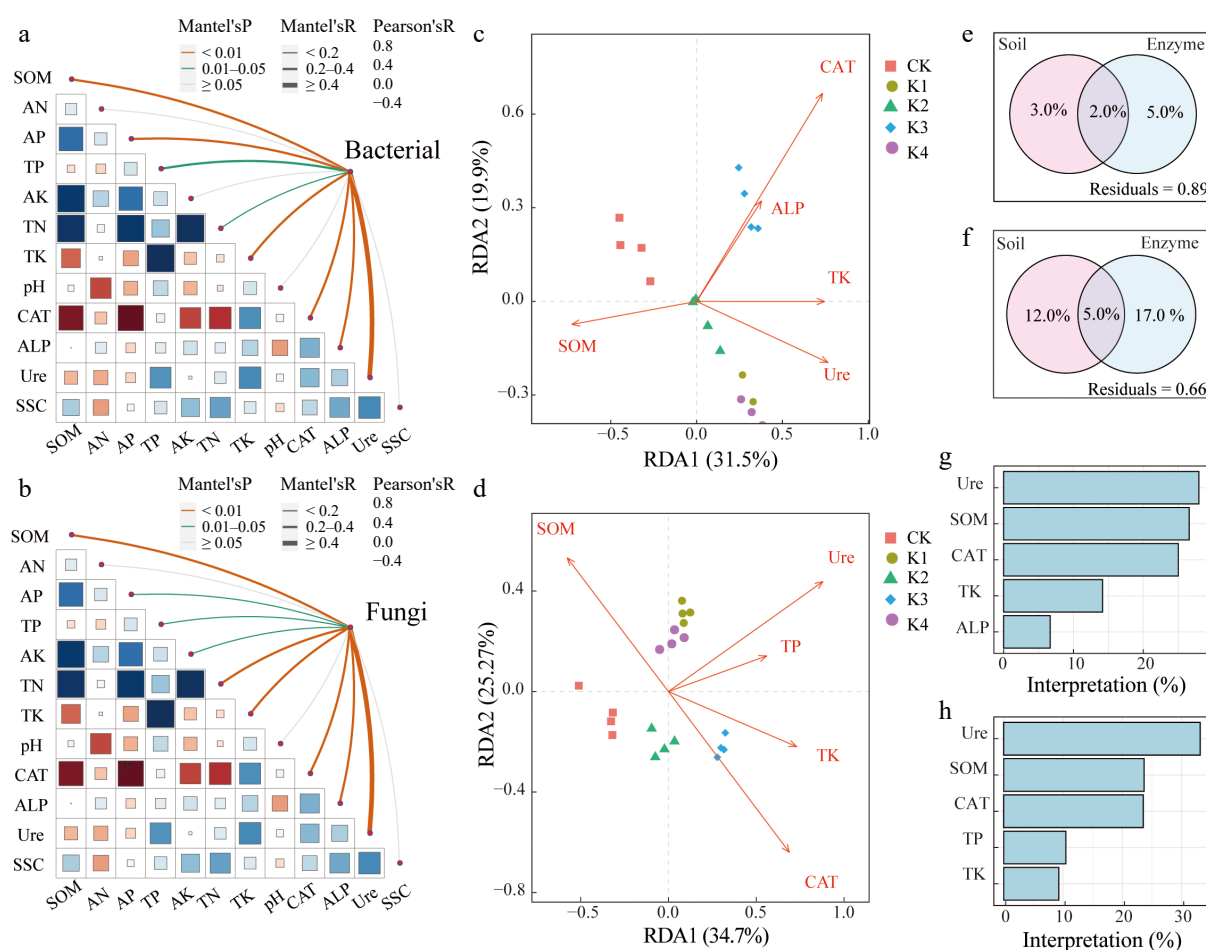 a
Mantel'sP
< 0.01
0.01–0.05
≥ 0.05
Mantel'sR
< 0.2
0.2–0.4
≥ 0.4
Pearson'sR
0.8
0.4
0.0
−0.4
SOM
AN
AP
TP
AK
TN
TK
pH
CAT
ALP
Ure
SSC
Bacterial
SOM AN AP TP AK TN TK pH CAT ALP Ure SSC
b
Mantel'sP
< 0.01
0.01–0.05
≥ 0.05
Mantel'sR
< 0.2
0.2–0.4
≥ 0.4
Pearson'sR
0.8
0.4
0.0
−0.4
SOM
AN
AP
TP
AK
TN
TK
pH
CAT
ALP
Ure
SSC
Fungi
SOM AN AP TP AK TN TK pH CAT ALP Ure SSC
c
RDA2 (19.9%)
0.6
0.3
0.0
−0.3
CAT
ALP
TK
SOM
Ure
−0.5 0.0 0.5 1.0
RDA1 (31.5%)
CK
K1
K2
K3
K4
d
RDA2 (25.27%)
0.4
0.0
−0.4
−0.8
SOM
Ure
TP
TK
CAT
−0.5 0.0 0.5 1.0
RDA1 (34.7%)
CK
K1
K2
K3
K4
e
Soil Enzyme
3.0% 2.0% 5.0%
Residuals = 0.89
f
Soil Enzyme
12.0% 5.0% 17.0 %
Residuals = 0.66
g
Ure
SOM
CAT
TK
ALP
0 10 20
Interpretation (%)
h
Ure
SOM
CAT
TP
TK
0 10 20 30
Interpretation (%)